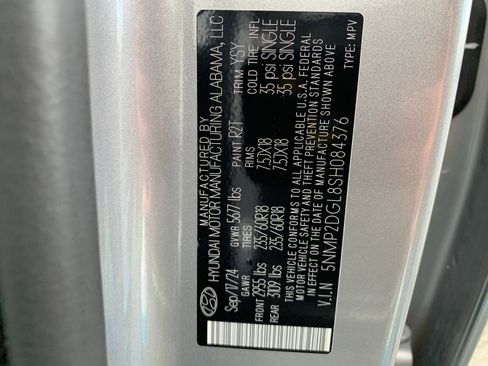 MANUFACTURED BY
HYUNDAI MOTOR MANUFACTURING ALABAMA, LLC
Sep/17/24 GVWR 5677 lbs PAINT R2T TRIM YSY
GAWR TIRES RIMS COLD TIRE INFL
FRONT 2955 lbs 235/60R18 7.5JX18 35 psi SINGLE
REAR 3109 lbs 235/60R18 7.5JX18 35 psi SINGLE
THIS VEHICLE CONFORMS TO ALL APPLICABLE U.S.A. FEDERAL
MOTOR VEHICLE SAFETY AND THEFT PREVENTION STANDARDS
IN EFFECT ON THE DATE OF MANUFACTURE SHOWN ABOVE
V.I.N 5NMP2DGL8SH084376 TYPE: MPV